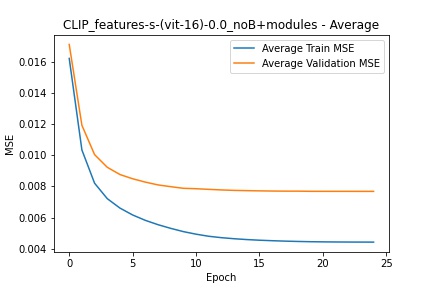 CLIP_features-s-(vit-16)-0.0_noB+modules - Average
Average Train MSE
Average Validation MSE
0.016
0.014
0.012
0.010
0.008
0.006
0.004
MSE
0 5 10 15 20 25
Epoch